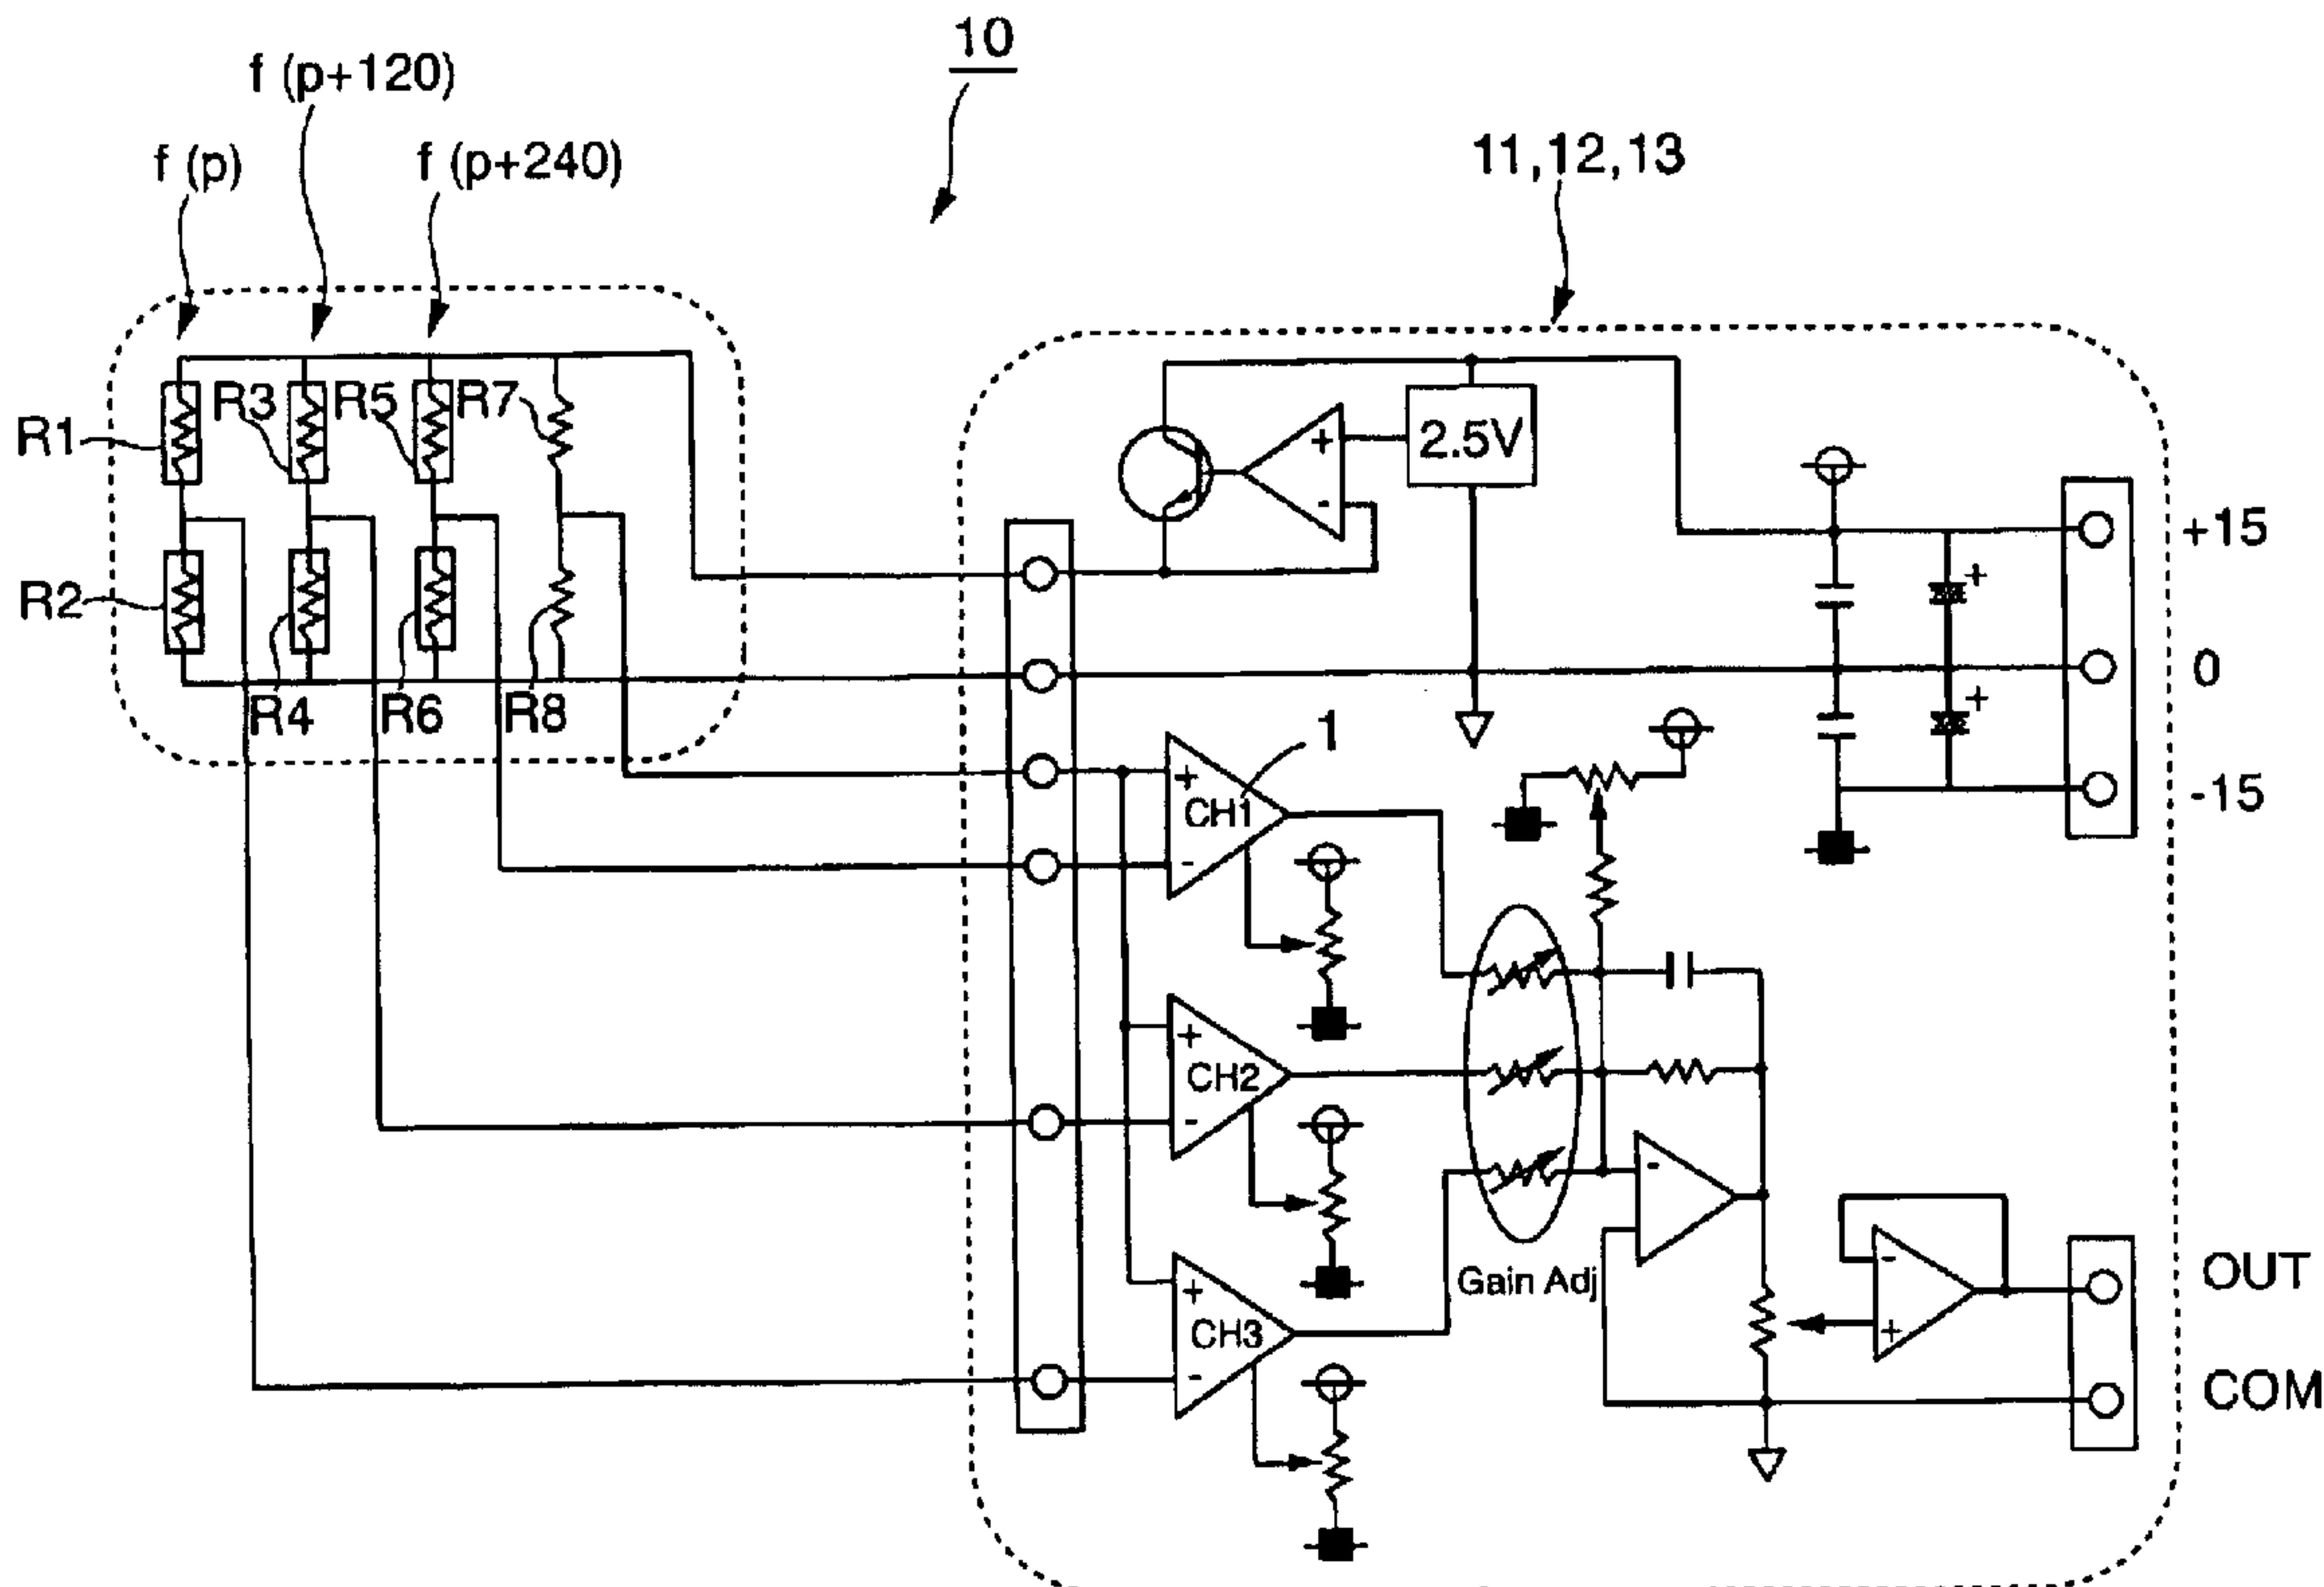 10
f (p+120)
f (p)
f (p+240)
11,12,13
R1
R3
R5
R7
2.5V
+
-
+15
+
R2
0
R4
R6
R8
+
1
+
CH1
-
-15
+
CH2
-
-
Gain Adj
+
CH3
-
-
+
OUT
COM